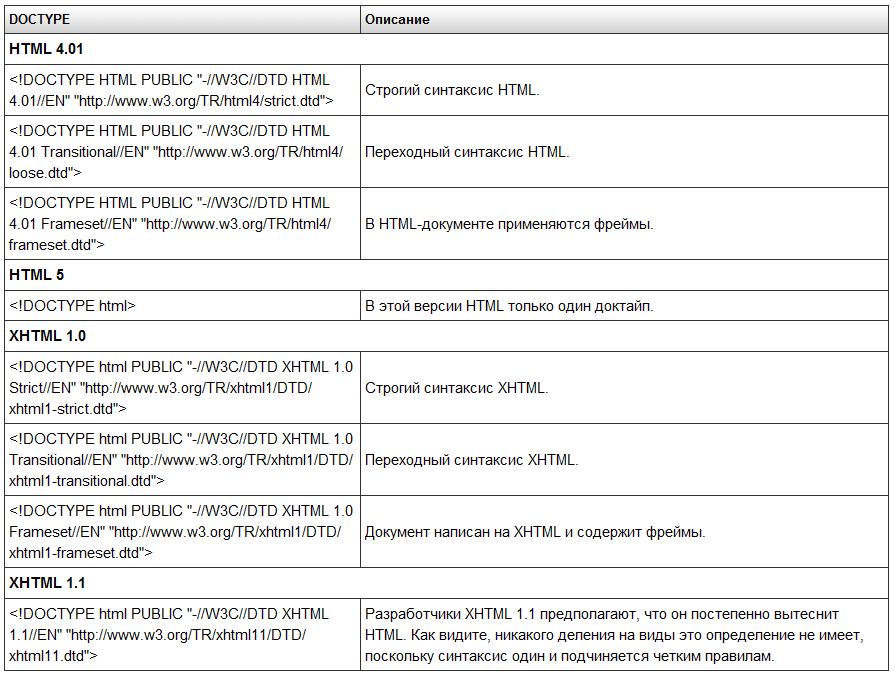 DOCTYPE Описание
HTML 4.01
<!DOCTYPE HTML PUBLIC "-//W3C//DTD HTML
4.01//EN" "http://www.w3.org/TR/html4/strict.dtd">
Строгий синтаксис HTML.
<!DOCTYPE HTML PUBLIC "-//W3C//DTD HTML
4.01 Transitional//EN" "http://www.w3.org/TR/html4/
loose.dtd">
Переходный синтаксис HTML.
<!DOCTYPE HTML PUBLIC "-//W3C//DTD HTML
4.01 Frameset//EN" "http://www.w3.org/TR/html4/
frameset.dtd">
В HTML-документе применяются фреймы.
HTML 5
<!DOCTYPE html>
В этой версии HTML только один доктайп.
XHTML 1.0
<!DOCTYPE html PUBLIC "-//W3C//DTD XHTML 1.0
Strict//EN" "http://www.w3.org/TR/xhtml1/DTD/
xhtml1-strict.dtd">
Строгий синтаксис XHTML.
<!DOCTYPE html PUBLIC "-//W3C//DTD XHTML 1.0
Transitional//EN" "http://www.w3.org/TR/xhtml1/DTD/
xhtml1-transitional.dtd">
Переходный синтаксис XHTML.
<!DOCTYPE html PUBLIC "-//W3C//DTD XHTML 1.0
Frameset//EN" "http://www.w3.org/TR/xhtml1/DTD/
xhtml1-frameset.dtd">
Документ написан на XHTML и содержит фреймы.
XHTML 1.1
<!DOCTYPE html PUBLIC "-//W3C//DTD XHTML
1.1//EN" "http://www.w3.org/TR/xhtml11/DTD/
xhtml11.dtd">
Разработчики XHTML 1.1 предполагают, что он постепенно вытеснит
HTML. Как видите, никакого деления на виды это определение не имеет,
поскольку синтаксис один и подчиняется четким правилам.